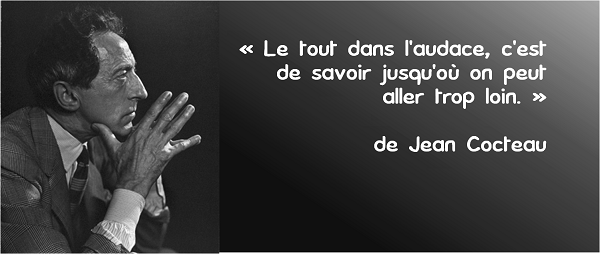 « Le tout dans l'audace, c'est
de savoir jusqu'où on peut
aller trop loin. »
de Jean Cocteau